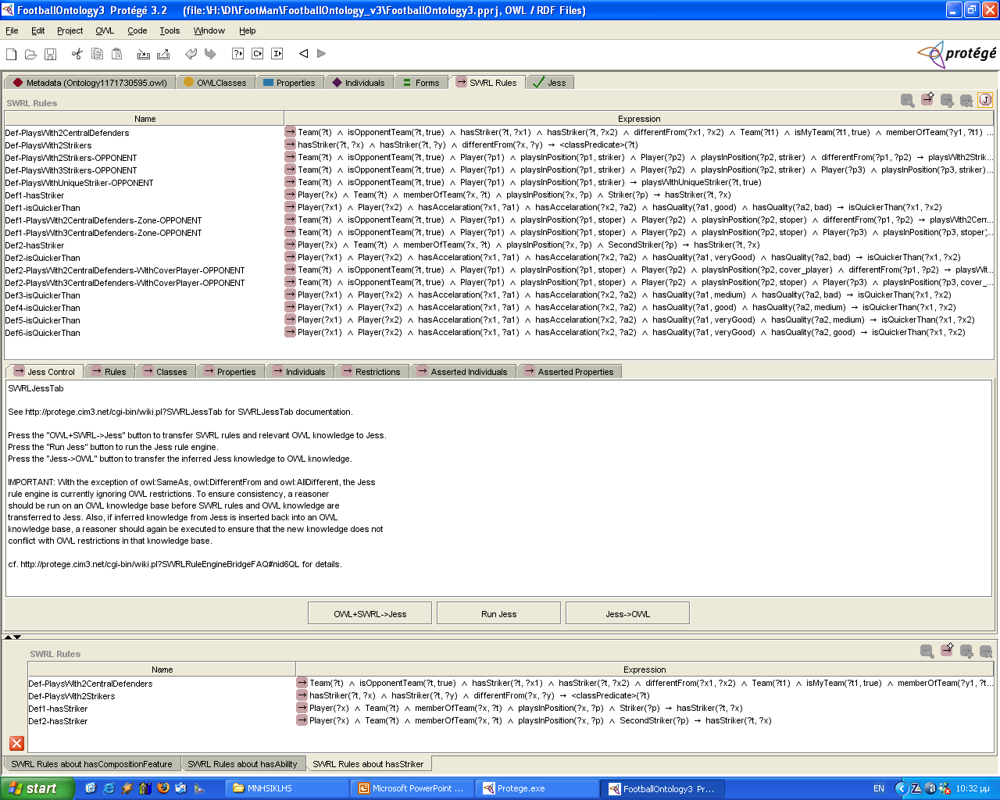 FootballOntology3  Protégé 3.2    (file:\H:\DI\FootMan\FootballOntology_v3\FootballOntology3.pprj, OWL / RDF Files)
File Edit Project OWL Code Tools Window Help
protégé
Metadata (Ontology1171730595.owl) OWLClasses Properties Individuals Forms SWRL Rules Jess
SWRL Rules
J
Name Expression
Def-PlaysWith2CentralDefenders → Team(?t) ∧ isOpponentTeam(?t, true) ∧ hasStriker(?t, ?x1) ∧ hasStriker(?t, ?x2) ∧ differentFrom(?x1, ?x2) ∧ Team(?t1) ∧ isMyTeam(?t1, true) ∧ memberOfTeam(?y1, ?t1) ...
Def-PlaysWith2Strikers → hasStriker(?t, ?x) ∧ hasStriker(?t, ?y) ∧ differentFrom(?x, ?y) → <classPredicate>(?t)
Def-PlaysWith2Strikers-OPPONENT → Team(?t) ∧ isOpponentTeam(?t, true) ∧ Player(?p1) ∧ playsInPosition(?p1, striker) ∧ Player(?p2) ∧ playsInPosition(?p2, striker) ∧ differentFrom(?p1, ?p2) → playsWith2Strik...
Def-PlaysWith3Strikers-OPPONENT → Team(?t) ∧ isOpponentTeam(?t, true) ∧ Player(?p1) ∧ playsInPosition(?p1, striker) ∧ Player(?p2) ∧ playsInPosition(?p2, striker) ∧ Player(?p3) ∧ playsInPosition(?p3, striker)...
Def-PlaysWithUniqueStriker-OPPONENT → Team(?t) ∧ isOpponentTeam(?t, true) ∧ Player(?p1) ∧ playsInPosition(?p1, striker) → playsWithUniqueStriker(?t, true)
Def1-hasStriker → Player(?x) ∧ Team(?t) ∧ memberOfTeam(?x, ?t) ∧ playsInPosition(?x, ?p) ∧ Striker(?p) → hasStriker(?t, ?x)
Def1-isQuickerThan → Player(?x1) ∧ Player(?x2) ∧ hasAccelaration(?x1, ?a1) ∧ hasAccelaration(?x2, ?a2) ∧ hasQuality(?a1, good) ∧ hasQuality(?a2, bad) → isQuickerThan(?x1, ?x2)
Def1-PlaysWith2CentralDefenders-Zone-OPPONENT → Team(?t) ∧ isOpponentTeam(?t, true) ∧ Player(?p1) ∧ playsInPosition(?p1, stoper) ∧ Player(?p2) ∧ playsInPosition(?p2, stoper) ∧ differentFrom(?p1, ?p2) → playsWith2Cen...
Def1-PlaysWith3CentralDefenders-Zone-OPPONENT → Team(?t) ∧ isOpponentTeam(?t, true) ∧ Player(?p1) ∧ playsInPosition(?p1, stoper) ∧ Player(?p2) ∧ playsInPosition(?p2, stoper) ∧ Player(?p3) ∧ playsInPosition(?p3, stoper)...
Def2-hasStriker → Player(?x) ∧ Team(?t) ∧ memberOfTeam(?x, ?t) ∧ playsInPosition(?x, ?p) ∧ SecondStriker(?p) → hasStriker(?t, ?x)
Def2-isQuickerThan → Player(?x1) ∧ Player(?x2) ∧ hasAccelaration(?x1, ?a1) ∧ hasAccelaration(?x2, ?a2) ∧ hasQuality(?a1, veryGood) ∧ hasQuality(?a2, bad) → isQuickerThan(?x1, ?x2)
Def2-PlaysWith2CentralDefenders-WithCoverPlayer-OPPONENT → Team(?t) ∧ isOpponentTeam(?t, true) ∧ Player(?p1) ∧ playsInPosition(?p1, stoper) ∧ Player(?p2) ∧ playsInPosition(?p2, cover_player) ∧ differentFrom(?p1, ?p2) → playsWit...
Def2-PlaysWith3CentralDefenders-WithCoverPlayer-OPPONENT → Team(?t) ∧ isOpponentTeam(?t, true) ∧ Player(?p1) ∧ playsInPosition(?p1, stoper) ∧ Player(?p2) ∧ playsInPosition(?p2, stoper) ∧ Player(?p3) ∧ playsInPosition(?p3, cover_...
Def3-isQuickerThan → Player(?x1) ∧ Player(?x2) ∧ hasAccelaration(?x1, ?a1) ∧ hasAccelaration(?x2, ?a2) ∧ hasQuality(?a1, medium) ∧ hasQuality(?a2, bad) → isQuickerThan(?x1, ?x2)
Def4-isQuickerThan → Player(?x1) ∧ Player(?x2) ∧ hasAccelaration(?x1, ?a1) ∧ hasAccelaration(?x2, ?a2) ∧ hasQuality(?a1, good) ∧ hasQuality(?a2, medium) → isQuickerThan(?x1, ?x2)
Def5-isQuickerThan → Player(?x1) ∧ Player(?x2) ∧ hasAccelaration(?x1, ?a1) ∧ hasAccelaration(?x2, ?a2) ∧ hasQuality(?a1, veryGood) ∧ hasQuality(?a2, medium) → isQuickerThan(?x1, ?x2)
Def6-isQuickerThan → Player(?x1) ∧ Player(?x2) ∧ hasAccelaration(?x1, ?a1) ∧ hasAccelaration(?x2, ?a2) ∧ hasQuality(?a1, veryGood) ∧ hasQuality(?a2, good) → isQuickerThan(?x1, ?x2)
Jess Control Rules Classes Properties Individuals Restrictions Asserted Individuals Asserted Properties
SWRLJessTab
See http://protege.cim3.net/cgi-bin/wiki.pl?SWRLJessTab for SWRLJessTab documentation.
Press the "OWL+SWRL->Jess" button to transfer SWRL rules and relevant OWL knowledge to Jess.
Press the "Run Jess" button to run the Jess rule engine.
Press the "Jess->OWL" button to transfer the inferred Jess knowledge to OWL knowledge.
IMPORTANT: With the exception of owl:SameAs, owl:DifferentFrom and owl:AllDifferent, the Jess
rule engine is currently ignoring OWL restrictions. To ensure consistency, a reasoner
should be run on an OWL knowledge base before SWRL rules and OWL knowledge are
transferred to Jess. Also, if inferred knowledge from Jess is inserted back into an OWL
knowledge base, a reasoner should again be executed to ensure that the new knowledge does not
conflict with OWL restrictions in that knowledge base.
cf. http://protege.cim3.net/cgi-bin/wiki.pl?SWRLRuleEngineBridgeFAQ#nid6QL for details.
OWL+SWRL->Jess Run Jess Jess->OWL
SWRL Rules
Name Expression
Def-PlaysWith2CentralDefenders → Team(?t) ∧ isOpponentTeam(?t, true) ∧ hasStriker(?t, ?x1) ∧ hasStriker(?t, ?x2) ∧ differentFrom(?x1, ?x2) ∧ Team(?t1) ∧ isMyTeam(?t1, true) ∧ memberOfTeam(?y1, ?t...
Def-PlaysWith2Strikers → hasStriker(?t, ?x) ∧ hasStriker(?t, ?y) ∧ differentFrom(?x, ?y) → <classPredicate>(?t)
Def1-hasStriker → Player(?x) ∧ Team(?t) ∧ memberOfTeam(?x, ?t) ∧ playsInPosition(?x, ?p) ∧ Striker(?p) → hasStriker(?t, ?x)
Def2-hasStriker → Player(?x) ∧ Team(?t) ∧ memberOfTeam(?x, ?t) ∧ playsInPosition(?x, ?p) ∧ SecondStriker(?p) → hasStriker(?t, ?x)
SWRL Rules about hasCompositionFeature SWRL Rules about hasAbility SWRL Rules about hasStriker
start MNHSIKLHS Microsoft PowerPoint ... Protege.exe FootballOntology3 Pr... EN 10:32 μμ